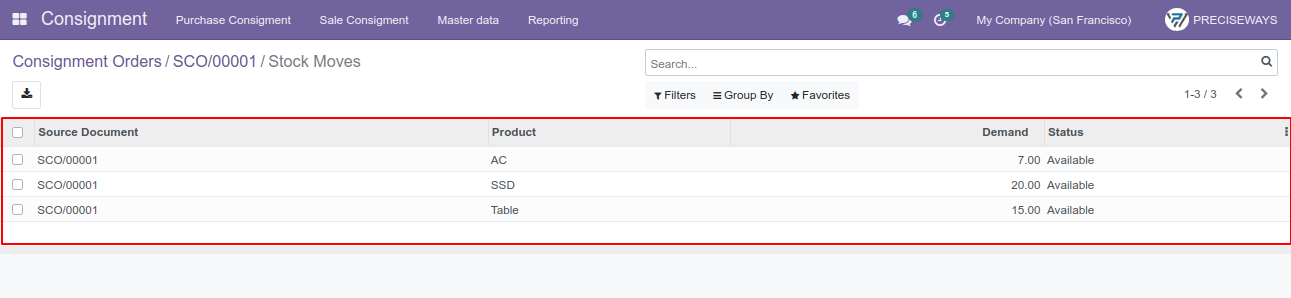 Consignment Purchase Consigment Sale Consigment Master data Reporting 6 5 My Company (San Francisco) PRECISEWAYS
Consignment Orders / SCO/00001 / Stock Moves
Search...
Filters Group By Favorites 1-3 / 3
Source Document Product Demand Status
SCO/00001 AC 7.00 Available
SCO/00001 SSD 20.00 Available
SCO/00001 Table 15.00 Available